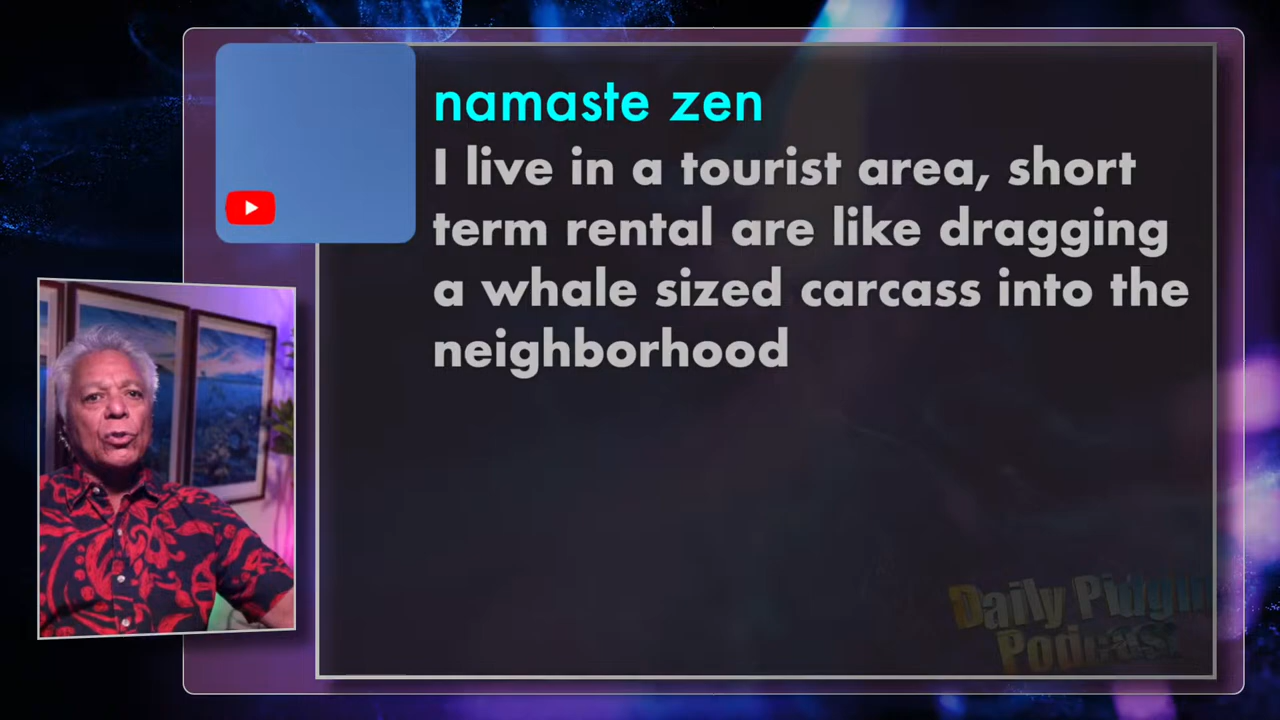 namaste zen
I live in a tourist area, short
term rental are like dragging
a whale sized carcass into the
neighborhood
Daily Pidgin
Podcast